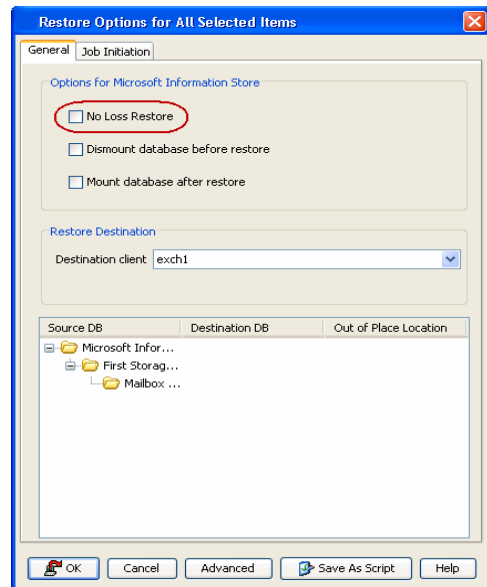 Restore Options for All Selected Items
General Job Initiation
Options for Microsoft Information Store
No Loss Restore
Dismount database before restore
Mount database after restore
Restore Destination
Destination client exch1
Source DB Destination DB Out of Place Location
Microsoft Infor...
First Storag...
Mailbox ...
OK Cancel Advanced Save As Script Help